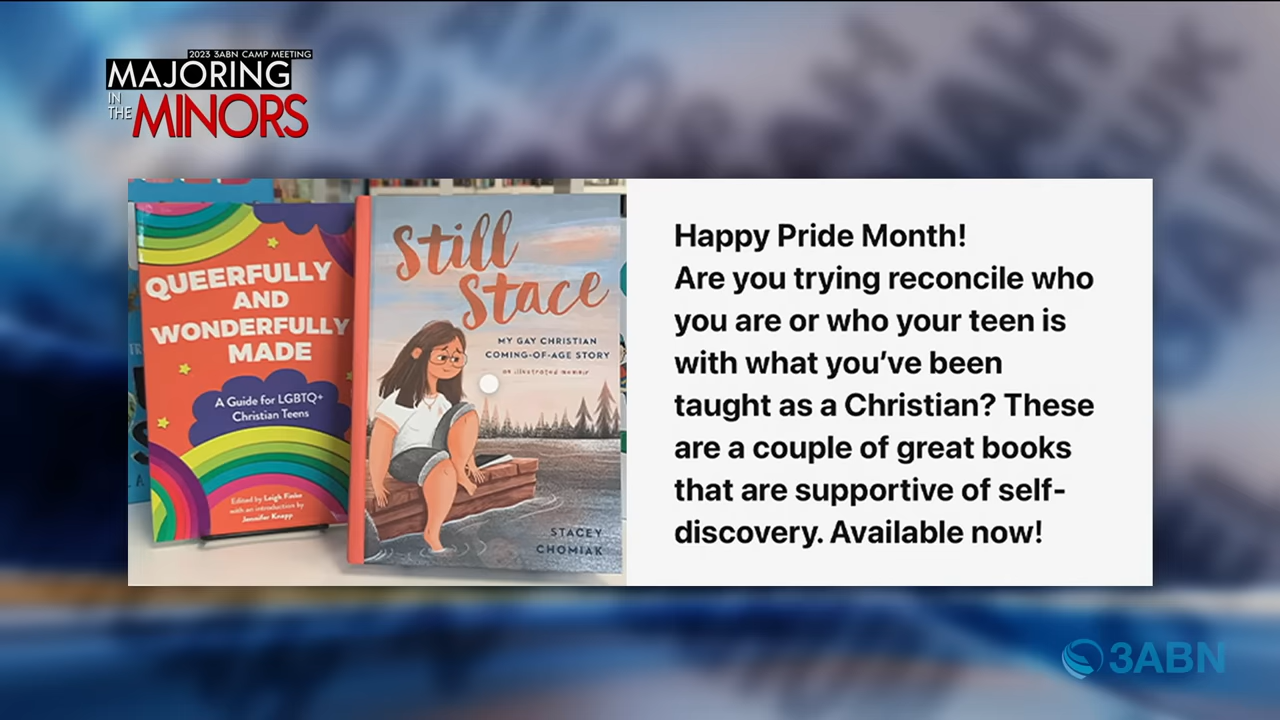 2023 3ABN CAMP MEETING
MAJORING
IN
THE
MINORS
QUEERFULLY
AND
WONDERFULLY
MADE
A Guide for LGBTQ+
Christian Teens
Edited by Leigh Finke
with an introduction by
Jennifer Knapp
Still
Stace
MY GAY CHRISTIAN
COMING-OF-AGE STORY
an illustrated memoir
STACEY
CHOMIAK
Happy Pride Month!
Are you trying reconcile who
you are or who your teen is
with what you’ve been
taught as a Christian? These
are a couple of great books
that are supportive of self-
discovery. Available now!
3ABN